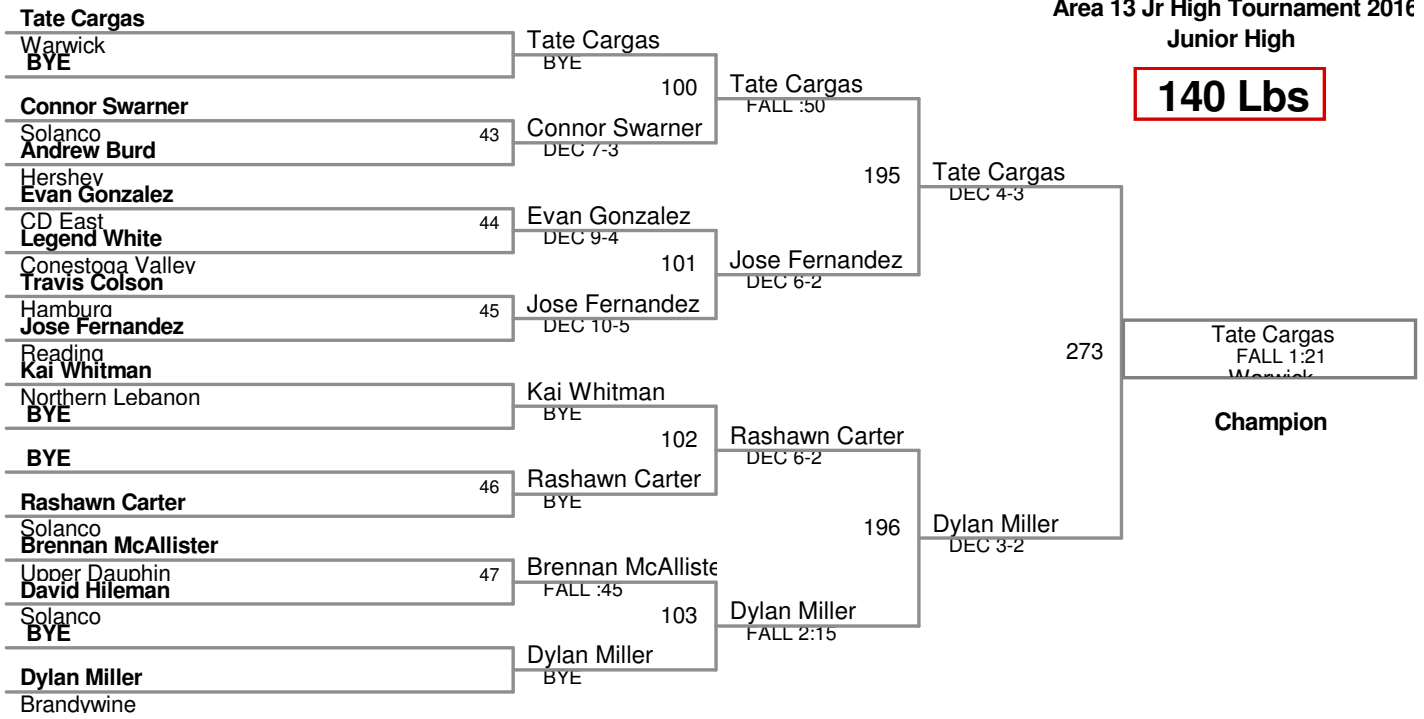 Area 13 Jr High Tournament 2016
Junior High
140 Lbs
Tate Cargas
Warwick
BYE
Connor Swarner
Solanco
Andrew Burd
Hershey
Evan Gonzalez
CD East
Legend White
Conestoga Valley
Travis Colson
Hamburg
Jose Fernandez
Reading
Kai Whitman
Northern Lebanon
BYE
BYE
Rashawn Carter
Solanco
Brennan McAllister
Upper Dauphin
David Hileman
Solanco
BYE
Dylan Miller
Brandywine
43
44
45
46
47
Tate Cargas
BYE
Connor Swarner
DEC 7-3
Evan Gonzalez
DEC 9-4
Jose Fernandez
DEC 10-5
Kai Whitman
BYE
Rashawn Carter
BYE
Brennan McAlliste
FALL :45
Dylan Miller
BYE
100
101
102
103
Tate Cargas
FALL :50
Jose Fernandez
DEC 6-2
Rashawn Carter
DEC 6-2
Dylan Miller
FALL 2:15
195
196
Tate Cargas
DEC 4-3
Dylan Miller
DEC 3-2
273
Tate Cargas
FALL 1:21
Warwick
Champion